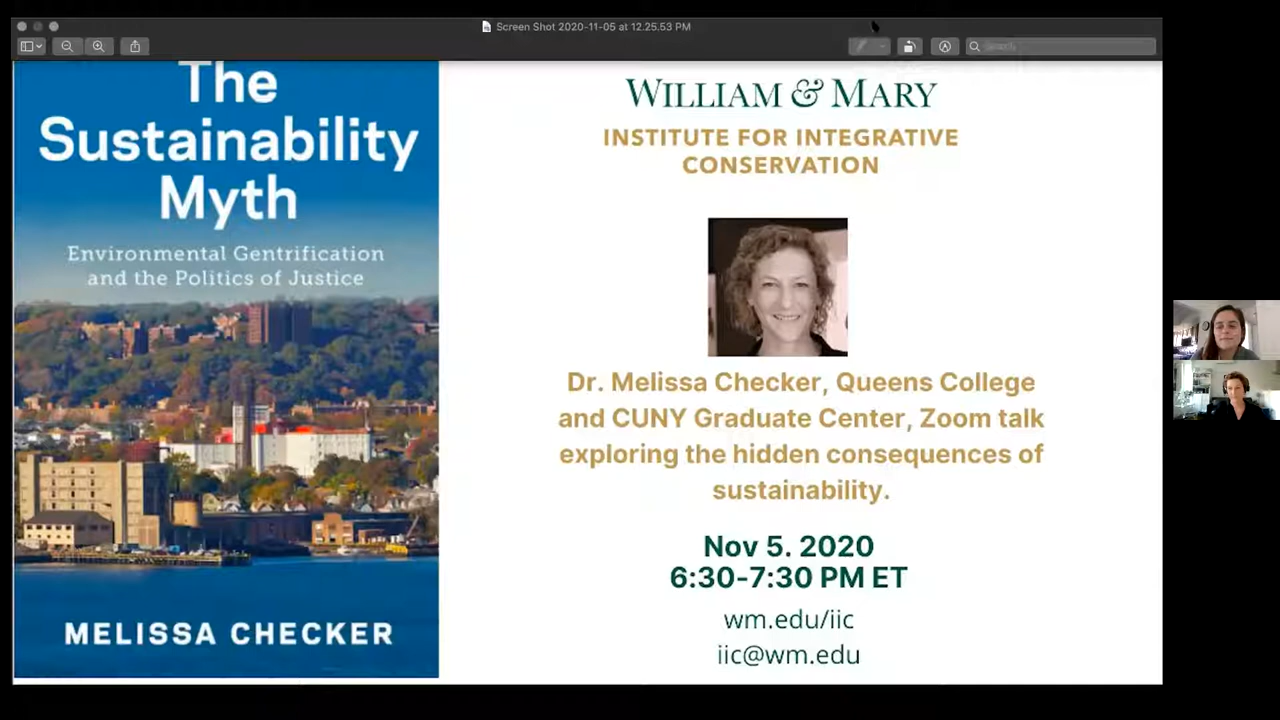 Screen Shot 2020-11-05 at 12.25.53 PM
Search
The
Sustainability
Myth
Environmental Gentrification
and the Politics of Justice
MELISSA CHECKER
WILLIAM & MARY
INSTITUTE FOR INTEGRATIVE
CONSERVATION
Dr. Melissa Checker, Queens College
and CUNY Graduate Center, Zoom talk
exploring the hidden consequences of
sustainability.
Nov 5. 2020
6:30-7:30 PM ET
wm.edu/iic
iic@wm.edu